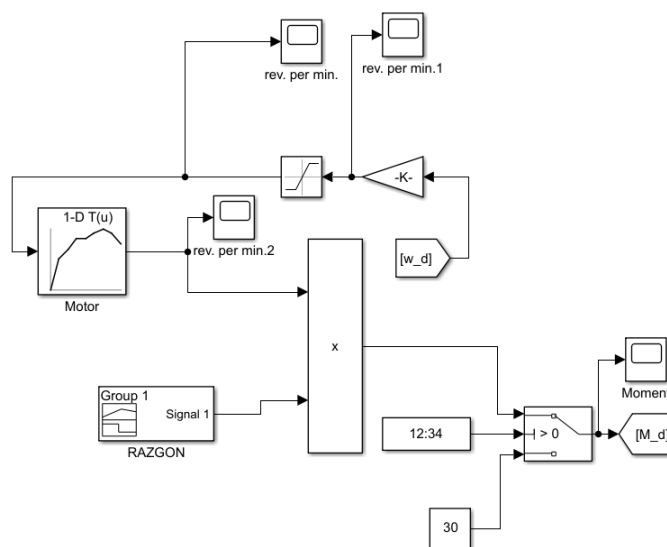 rev. per min.
rev. per min.1
-K-
1-D T(u)
rev. per min.2
[w_d]
Motor
x
Group 1
Signal 1
RAZGON
Moment
12:34
> 0
[M_d]
30